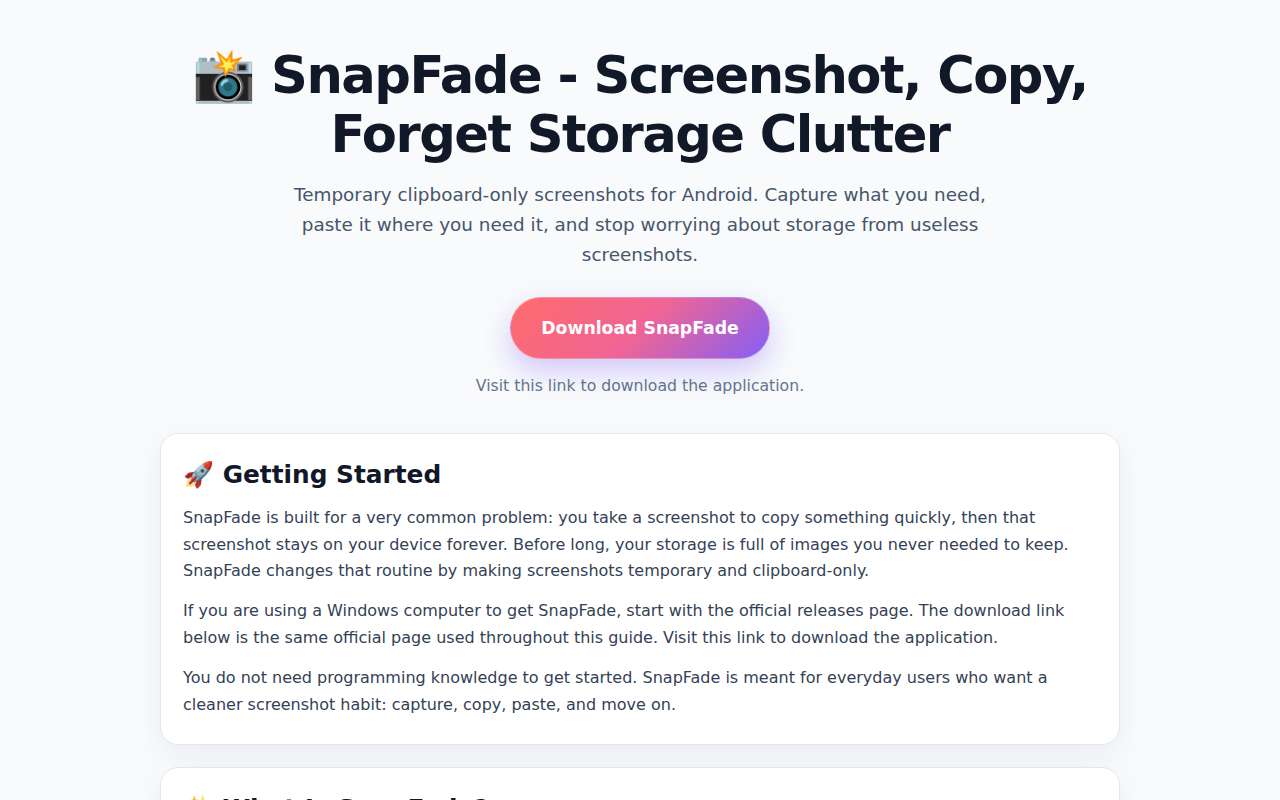 📸 SnapFade - Screenshot, Copy,
Forget Storage Clutter
Temporary clipboard-only screenshots for Android. Capture what you need,
paste it where you need it, and stop worrying about storage from useless
screenshots.
Download SnapFade
Visit this link to download the application.
🚀 Getting Started
SnapFade is built for a very common problem: you take a screenshot to copy something quickly, then that
screenshot stays on your device forever. Before long, your storage is full of images you never needed to keep.
SnapFade changes that routine by making screenshots temporary and clipboard-only.
If you are using a Windows computer to get SnapFade, start with the official releases page. The download link
below is the same official page used throughout this guide. Visit this link to download the application.
You do not need programming knowledge to get started. SnapFade is meant for everyday users who want a
cleaner screenshot habit: capture, copy, paste, and move on.